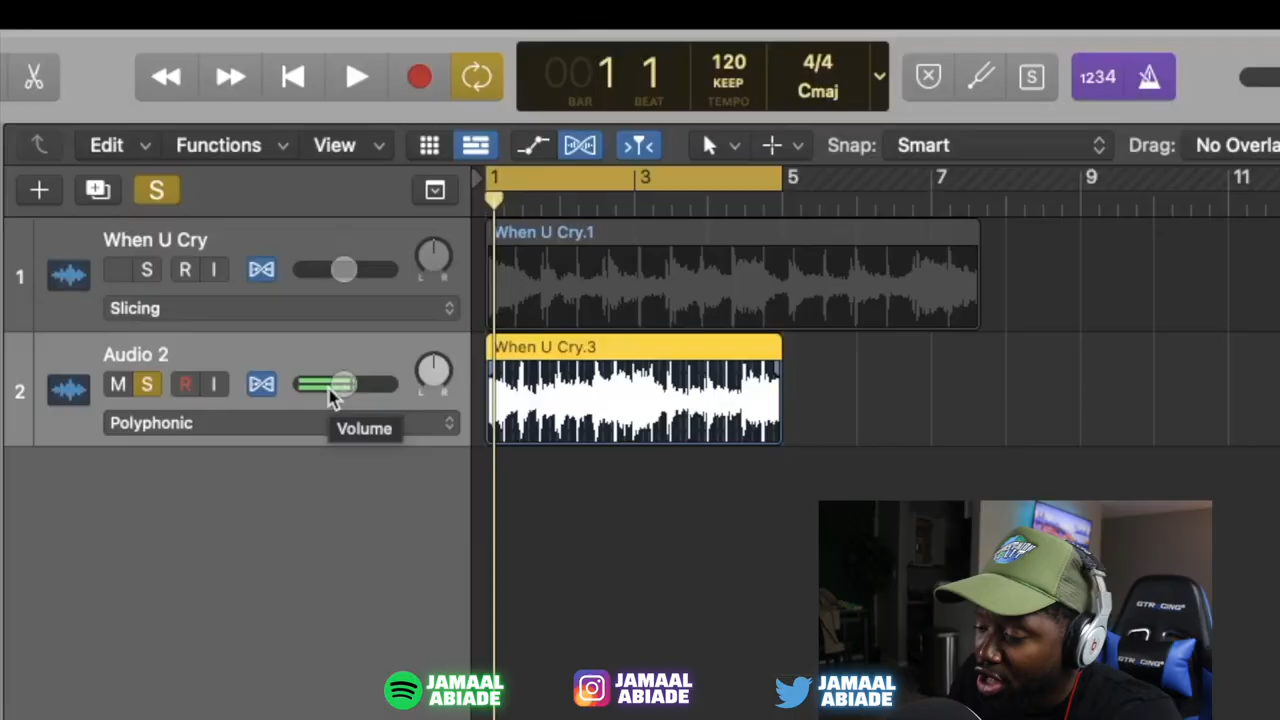 001 1
BAR BEAT
120
KEEP
TEMPO
4/4
Cmaj
S
1234
Edit
Functions
View
Snap: Smart
Drag: No Overla
S
1 3 5 7 9 11
1
When U Cry
S R I
L R
Slicing
When U Cry.1
2
Audio 2
M S R I
L R
Polyphonic
Volume
When U Cry.3
GTRACING
GTRACING
JAMAAL
ABIADE
JAMAAL
ABIADE
JAMAAL
ABIADE